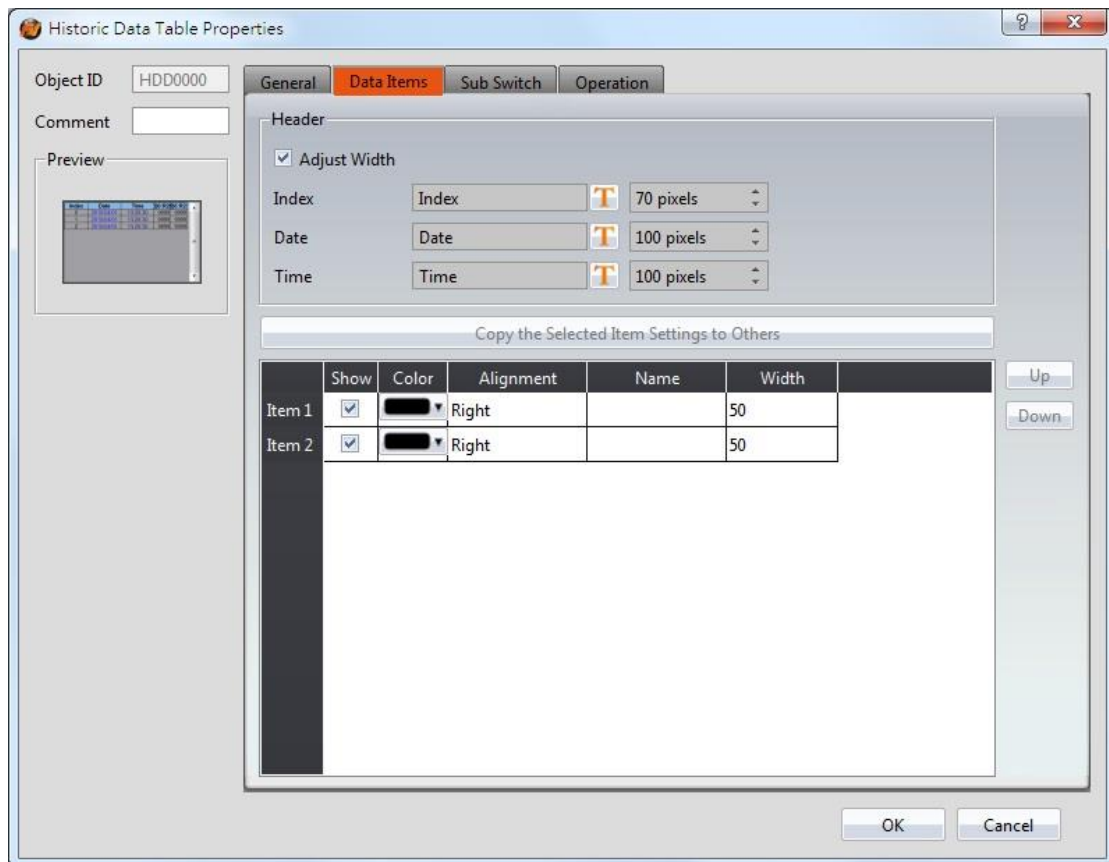 Historic Data Table Properties
Object ID HDD0000
Comment
Preview
General Data Items Sub Switch Operation
Header
Adjust Width
Index Index T 70 pixels
Date Date T 100 pixels
Time Time T 100 pixels
Copy the Selected Item Settings to Others
Show Color Alignment Name Width
Item 1 Right 50
Item 2 Right 50
Up
Down
OK Cancel